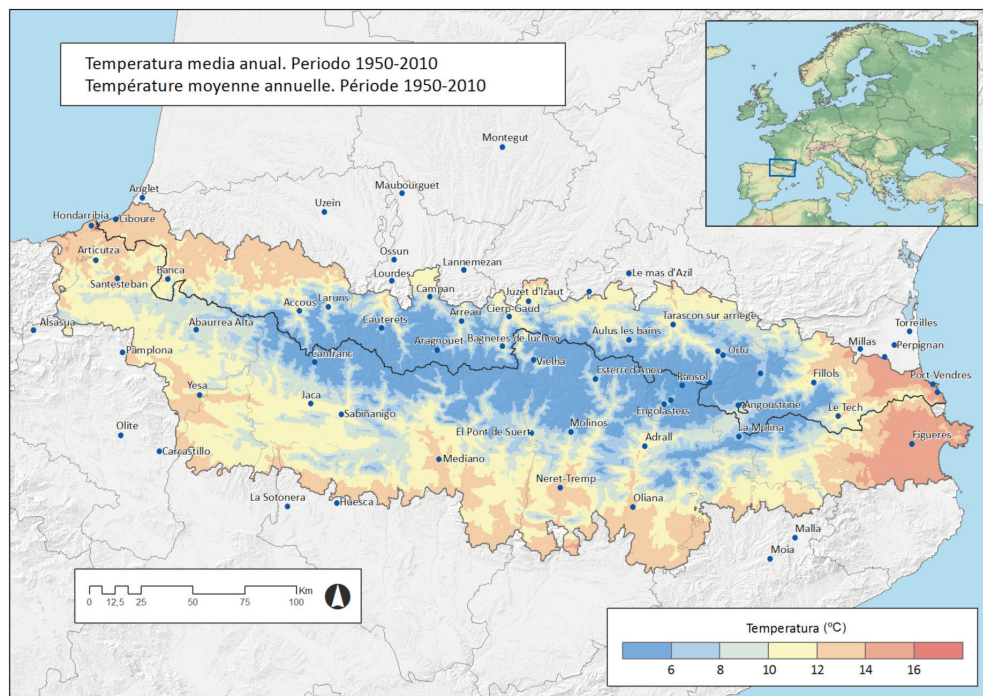 Temperatura media anual. Periodo 1950-2010
Température moyenne annuelle. Période 1950-2010
Montegut
Anglet
Maubourguet
Uzein
Hondarribia
Ciboure
Articutza
Ossun
Lannemezan
Banca
Lourdes
Le mas d'Azil
Santesteban
Campan
Juzet d'Izaut
Accous
Laruns
Cierp-Gaud
Arreau
Tarascon sur arriege
Alsasua
Abaurrea Alta
Cauterets
Aulus les bains
Torreilles
Bagneres de luchon
Millas
Perpignan
Pamplona
Canfranc
Aragnouet
Vielha
Orlu
Esterri d'Aneu
Ransol
Fillols
Port-Vendres
Yesa
Jaca
Engolasters
Angoustrine
Sabiñanigo
Le Tech
Olite
El Pont de Suert
Molinos
La Molina
Adrall
Figueres
Carcastillo
Mediano
Neret-Tremp
La Sotonera
Huesca
Oliana
Malla
Moia
Km
0 12,5 25 50 75 100
Temperatura (ºC)
6 8 10 12 14 16